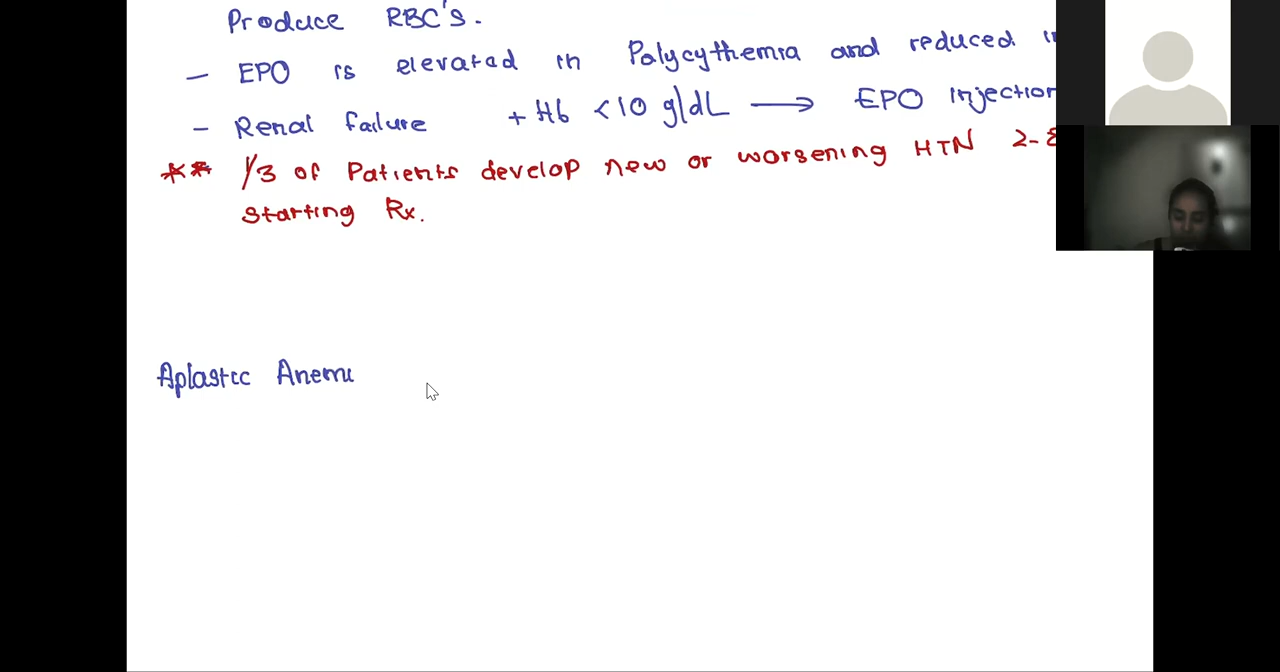 Produce RBC's.
– EPO is elevated in Polycythemia and reduced
– Renal failure + Hb <10 g/dL → EPO injection
** 1/3 of Patients develop new or worsening HTN 2-8
starting Rx.
Aplastic Anemi